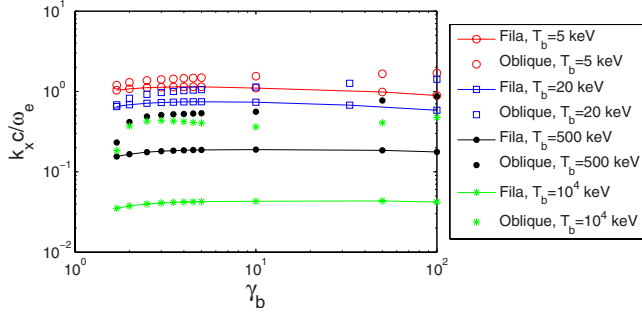 10^1
10^0
10^-1
10^-2
k_x c/ω_e
10^0
10^1
10^2
γ_b
Fila, T_b=5 keV
Oblique, T_b=5 keV
Fila, T_b=20 keV
Oblique, T_b=20 keV
Fila, T_b=500 keV
Oblique, T_b=500 keV
Fila, T_b=10^4 keV
Oblique, T_b=10^4 keV